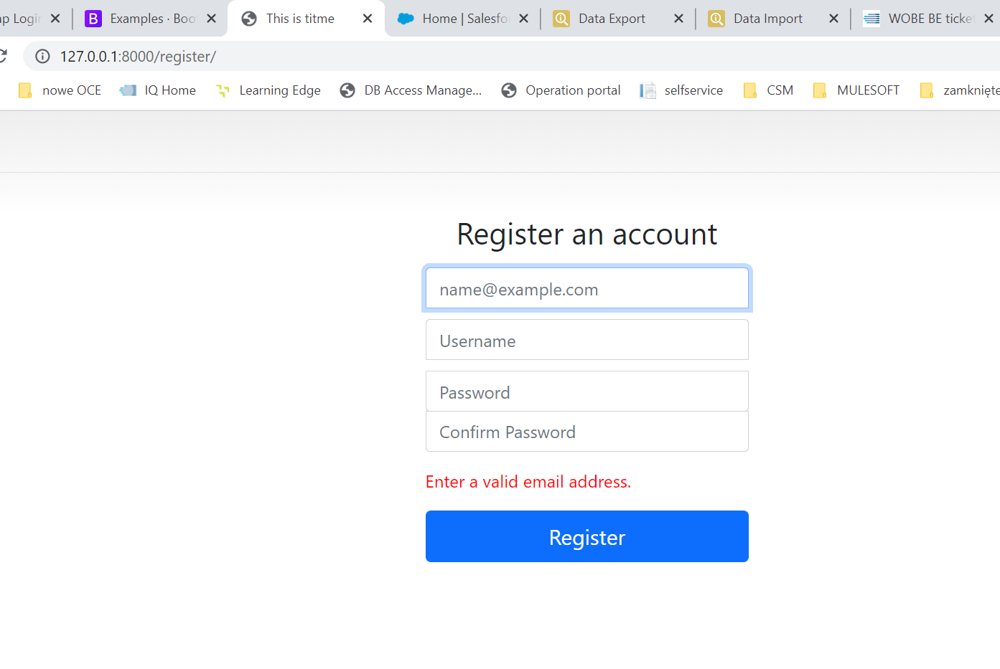 ap Login
B Examples · Boo
This is titme
Home | Salesfo
Data Export
Data Import
WOBE BE ticke
127.0.0.1:8000/register/
nowe OCE
IQ Home
Learning Edge
DB Access Manage...
Operation portal
selfservice
CSM
MULESOFT
zamknięte
Register an account
name@example.com
Username
Password
Confirm Password
Enter a valid email address.
Register